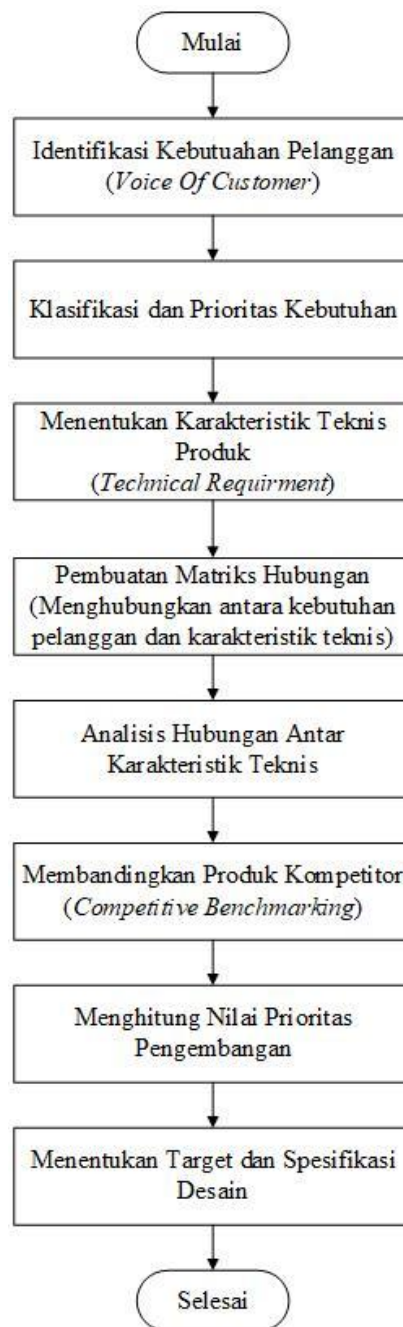 Mulai
Identifikasi Kebutuahan Pelanggan
(Voice Of Customer)
Klasifikasi dan Prioritas Kebutuhan
Menentukan Karakteristik Teknis
Produk
(Technical Requirment)
Pembuatan Matriks Hubungan
(Menghubungkan antara kebutuhan
pelanggan dan karakteristik teknis)
Analisis Hubungan Antar
Karakteristik Teknis
Membandingkan Produk Kompetitor
(Competitive Benchmarking)
Menghitung Nilai Prioritas
Pengembangan
Menentukan Target dan Spesifikasi
Desain
Selesai